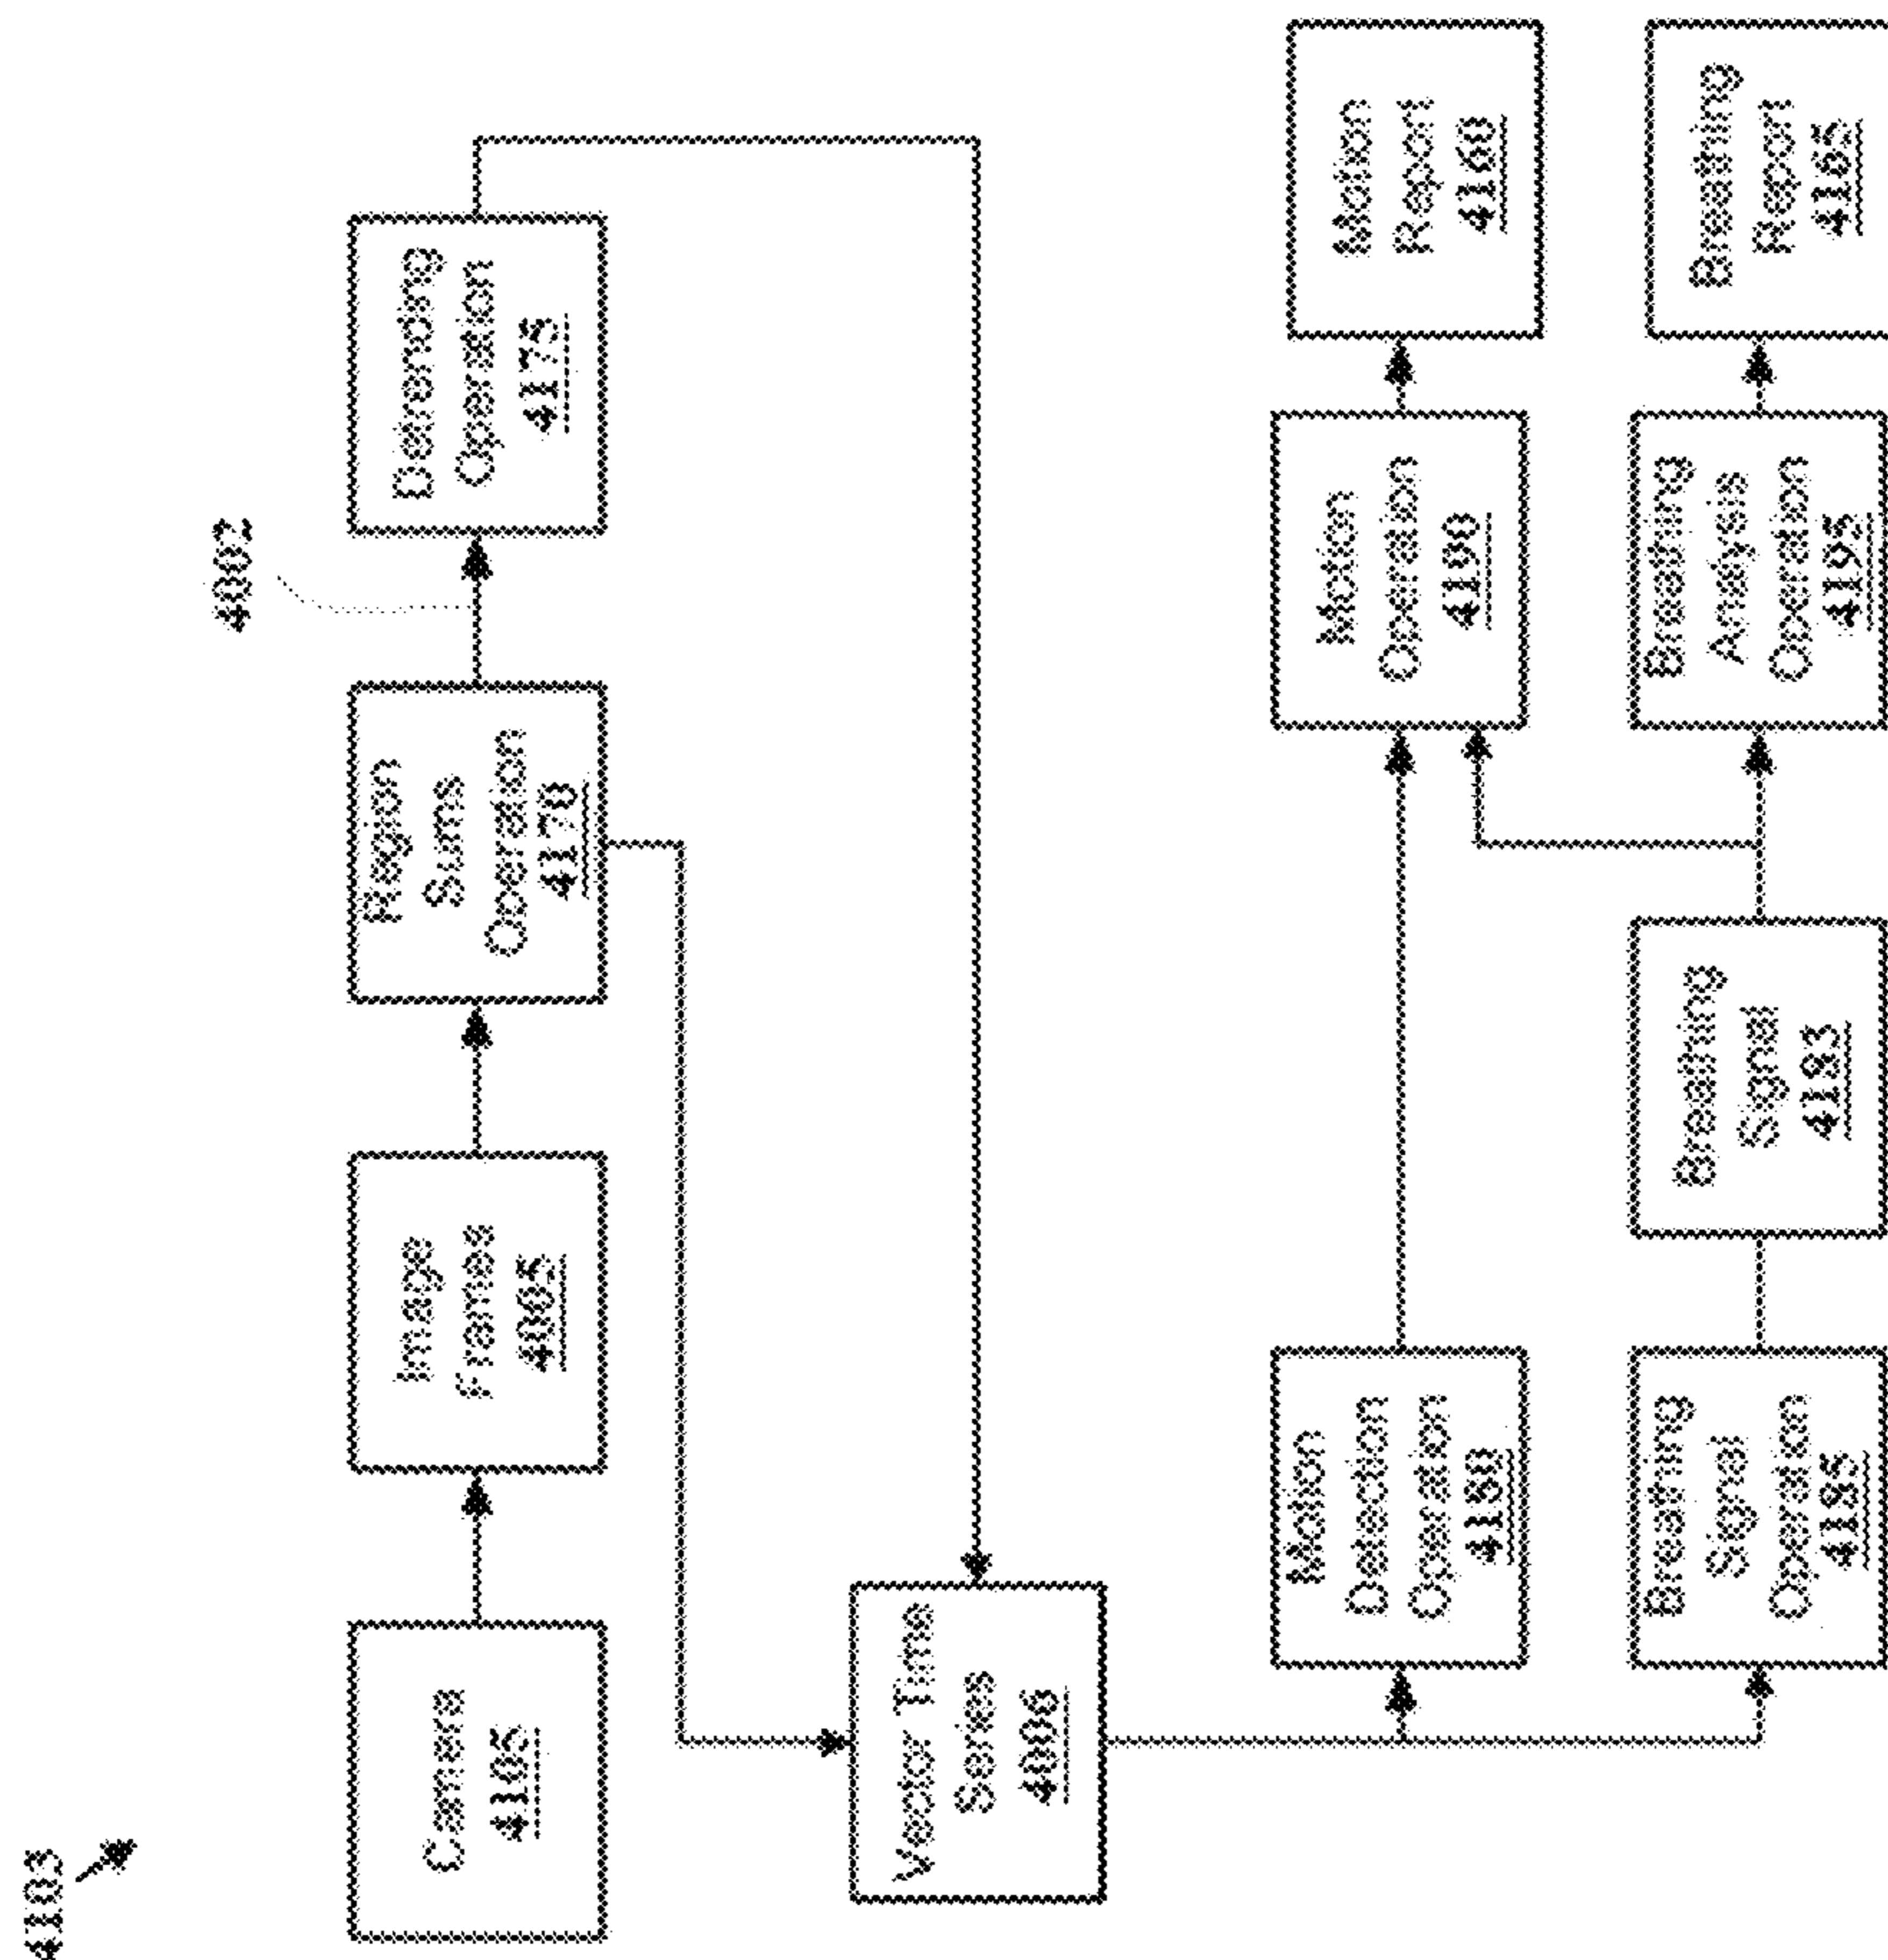 4103
4002
Camera
4105
Image
Frames
4005
Region
Sums
Operation
4170
Detrending
Operation
4175
Vector Time
Series
4006
Motion
Detection
Operation
4180
Motion
Operation
4190
Motion
Report
4160
Breathing
Signal
Operation
4185
Breathing
Signal
4183
Breathing
Analysis
Operation
4195
Breathing
Report
4165